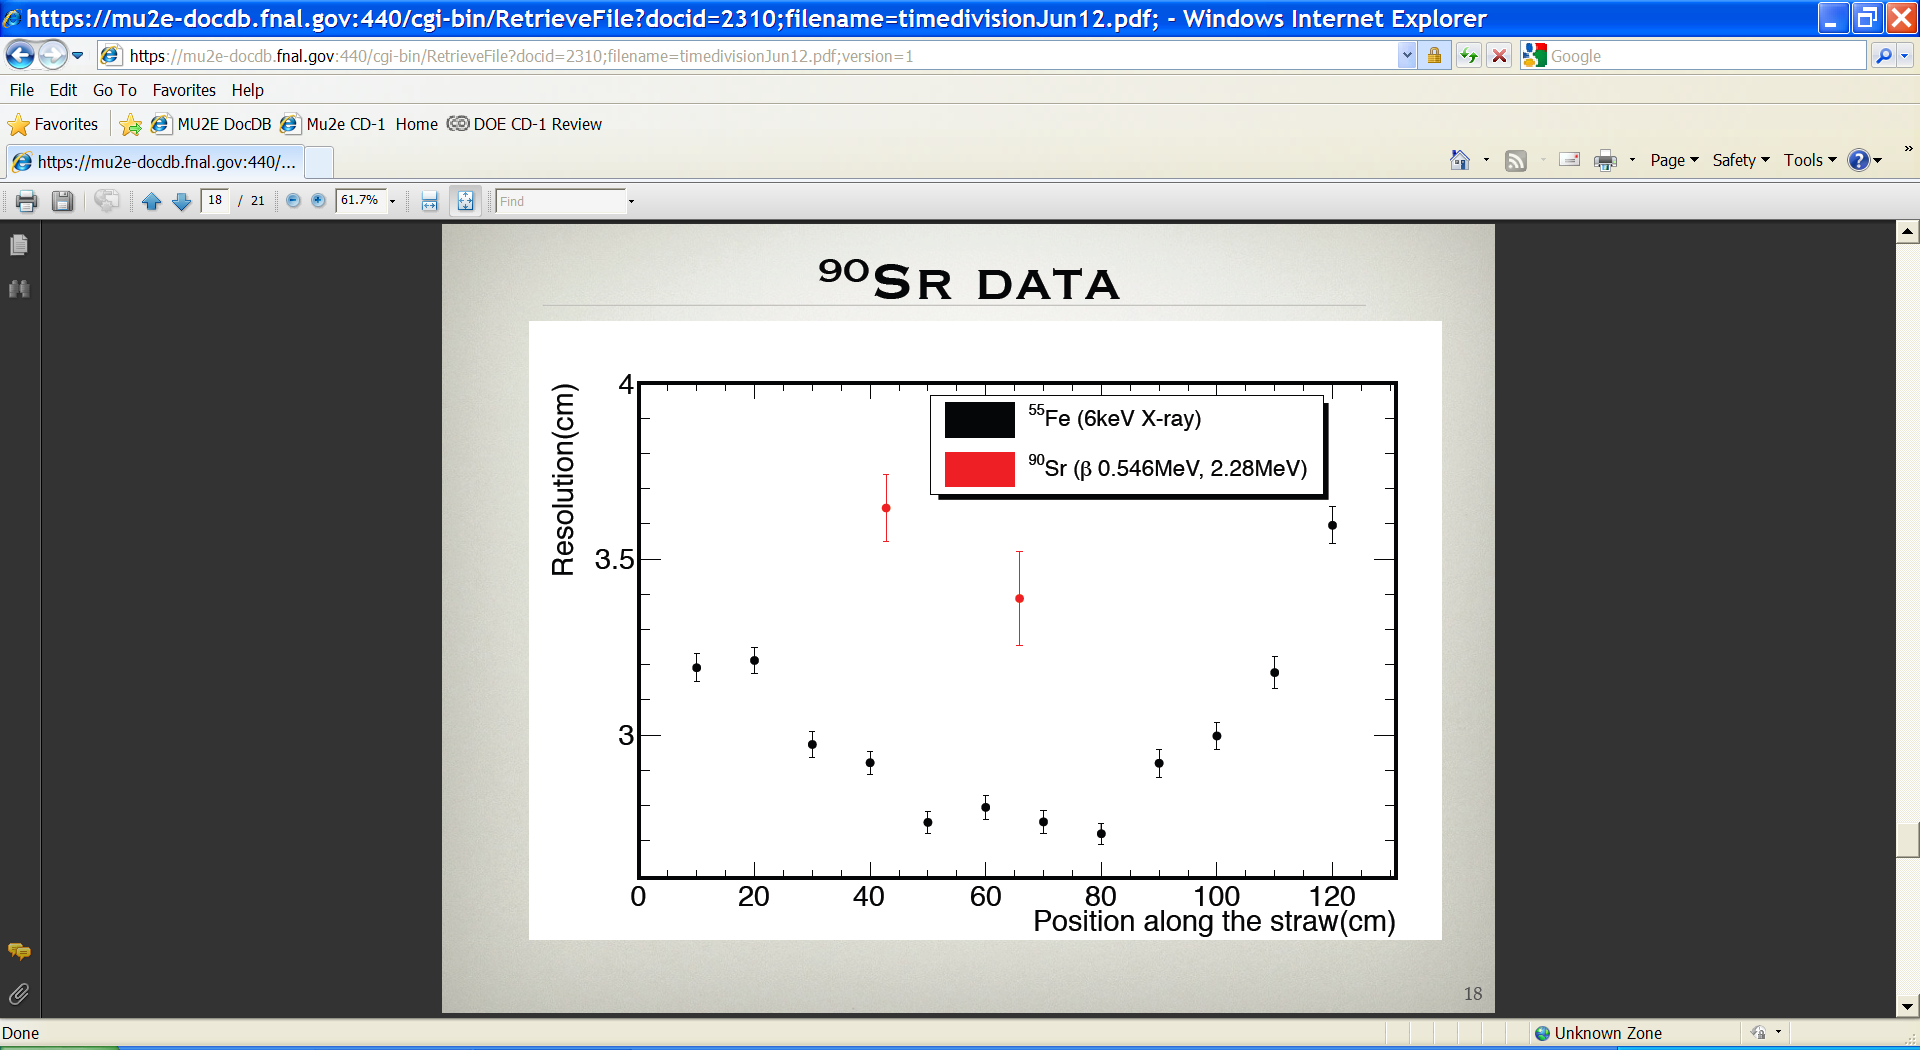 https://mu2e-docdb.fnal.gov:440/cgi-bin/RetrieveFile?docid=2310;filename=timedivisionJun12.pdf; - Windows Internet Explorer
https://mu2e-docdb.fnal.gov:440/cgi-bin/RetrieveFile?docid=2310;filename=timedivisionJun12.pdf;version=1
Google
File Edit Go To Favorites Help
Favorites MU2E DocDB Mu2e CD-1 Home DOE CD-1 Review
https://mu2e-docdb.fnal.gov:440/...
Page Safety Tools
18 / 21 61.7% Find
⁹⁰Sr DATA
Resolution(cm)
4
3.5
3
⁵⁵Fe (6keV X-ray)
⁹⁰Sr (β 0.546MeV, 2.28MeV)
0 20 40 60 80 100 120
Position along the straw(cm)
18
Done
Unknown Zone